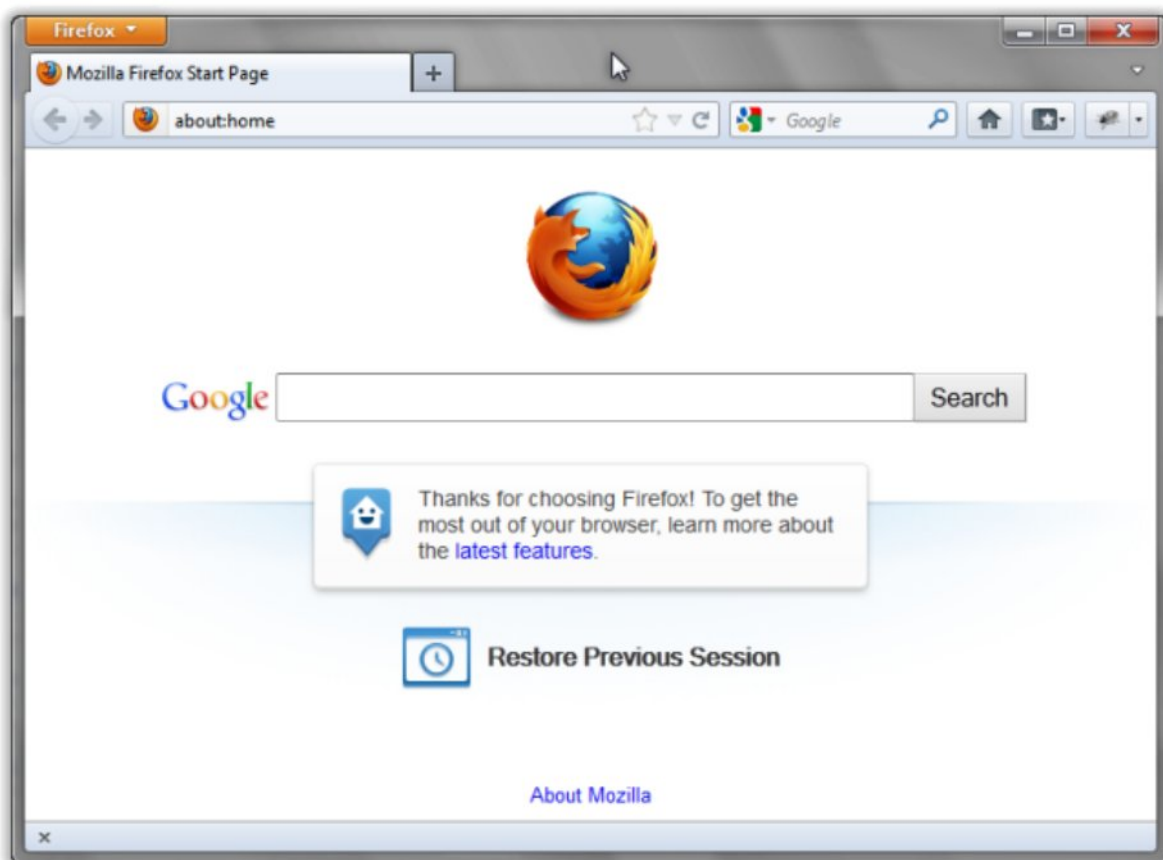 Firefox
Mozilla Firefox Start Page
about:home
Google
Google
Search
Thanks for choosing Firefox! To get the
most out of your browser, learn more about
the latest features.
Restore Previous Session
About Mozilla